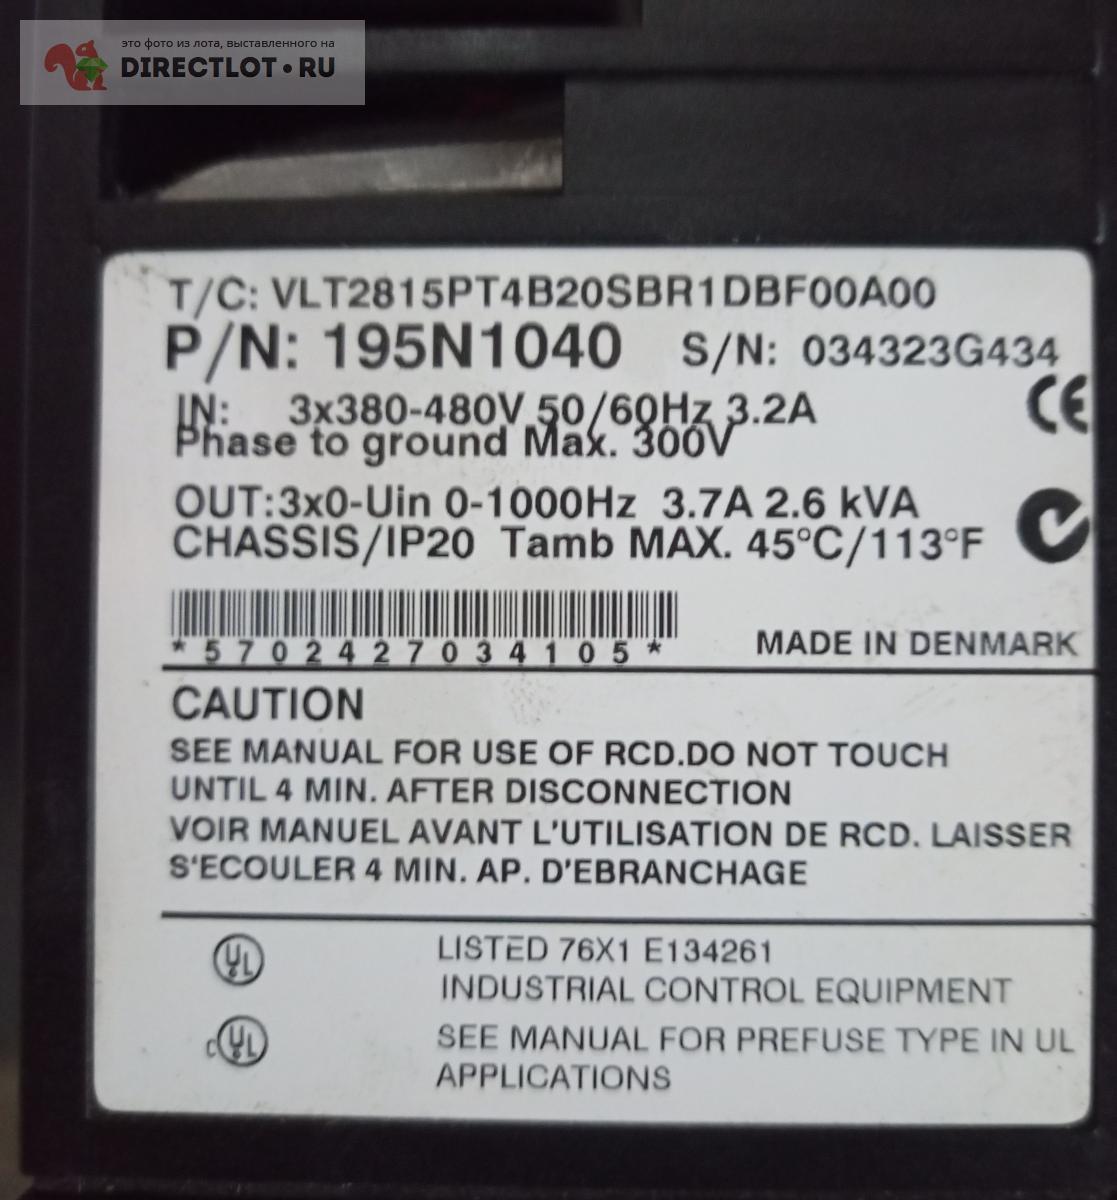 это фото из лота, выставленного на
DIRECTLOT•RU
T/C: VLT2815PT4B20SBR1DBF00A00
P/N: 195N1040 S/N: 034323G434
IN: 3x380-480V 50/60Hz 3.2A
Phase to ground Max. 300V
CE
OUT:3x0-Uin 0-1000Hz 3.7A 2.6 kVA
CHASSIS/IP20 Tamb MAX. 45°C/113°F
*5702427034105*
MADE IN DENMARK
CAUTION
SEE MANUAL FOR USE OF RCD.DO NOT TOUCH
UNTIL 4 MIN. AFTER DISCONNECTION
VOIR MANUEL AVANT L'UTILISATION DE RCD. LAISSER
S'ECOULER 4 MIN. AP. D'EBRANCHAGE
UL LISTED 76X1 E134261
INDUSTRIAL CONTROL EQUIPMENT
cUL SEE MANUAL FOR PREFUSE TYPE IN UL
APPLICATIONS